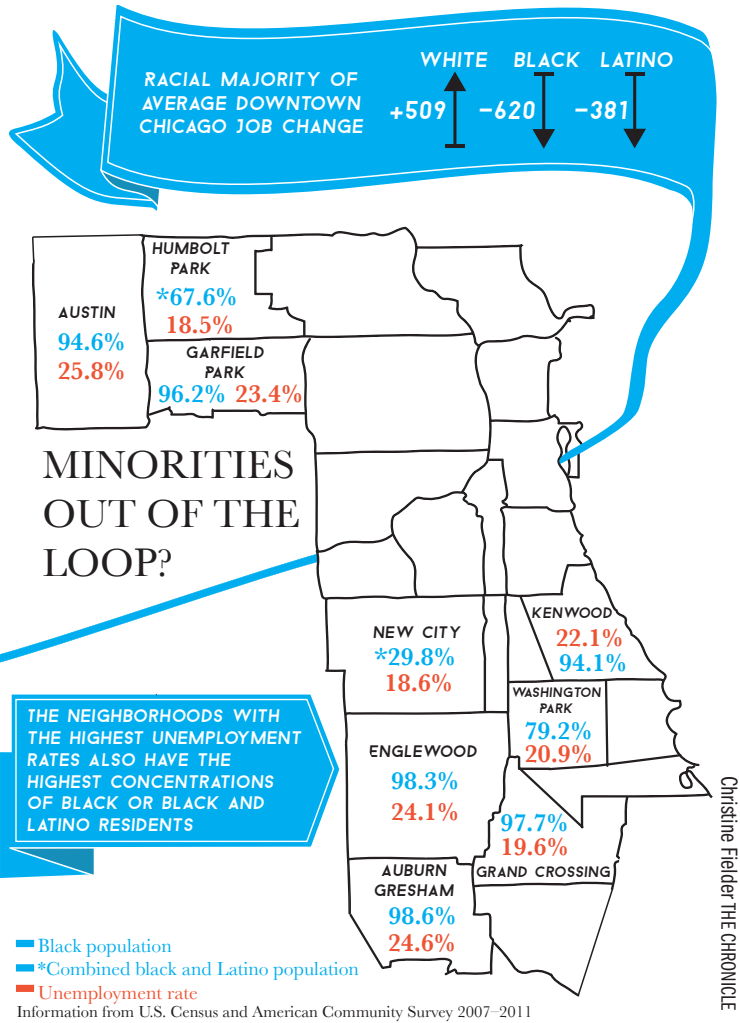 RACIAL MAJORITY OF
AVERAGE DOWNTOWN
CHICAGO JOB CHANGE
WHITE BLACK LATINO
+509 −620 −381
HUMBOLT
PARK
*67.6%
18.5%
AUSTIN
94.6%
25.8%
GARFIELD
PARK
96.2% 23.4%
MINORITIES
OUT OF THE
LOOP?
KENWOOD
22.1%
94.1%
NEW CITY
*29.8%
18.6%
WASHINGTON
PARK
79.2%
20.9%
THE NEIGHBORHOODS WITH
THE HIGHEST UNEMPLOYMENT
RATES ALSO HAVE THE
HIGHEST CONCENTRATIONS
OF BLACK OR BLACK AND
LATINO RESIDENTS
ENGLEWOOD
98.3%
24.1%
97.7%
19.6%
GRAND CROSSING
AUBURN
GRESHAM
98.6%
24.6%
Black population
*Combined black and Latino population
Unemployment rate
Information from U.S. Census and American Community Survey 2007–2011
Christine Fielder THE CHRONICLE